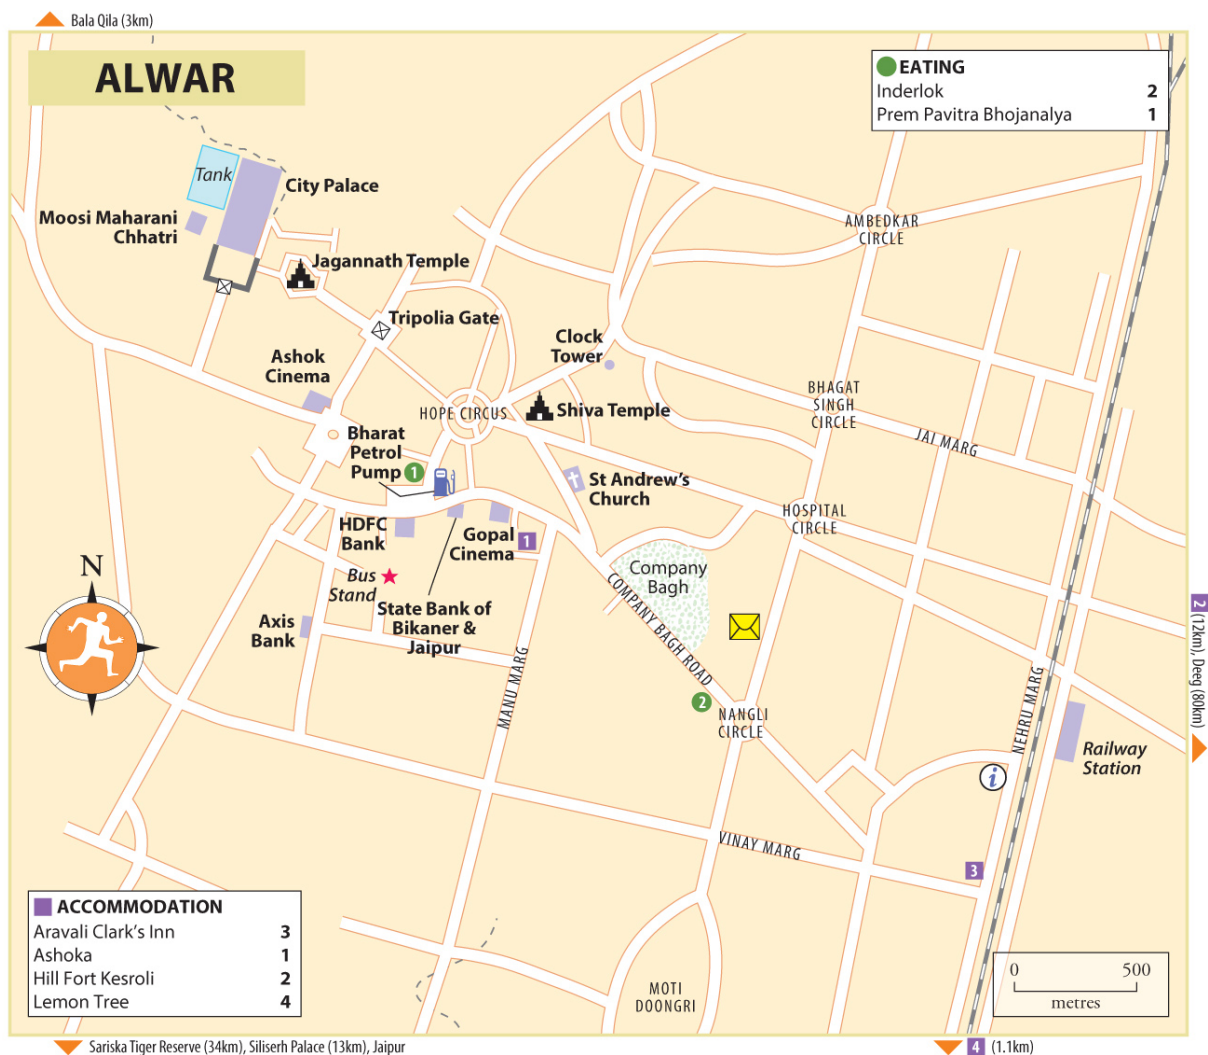 Bala Qila (3km)
ALWAR
EATING
Inderlok 2
Prem Pavitra Bhojanalya 1
Tank
City Palace
Moosi Maharani
Chhatri
AMBEDKAR
CIRCLE
Jagannath Temple
Tripolia Gate
Clock
Tower
Ashok
Cinema
HOPE CIRCUS
Shiva Temple
BHAGAT
SINGH
CIRCLE
JAI MARG
Bharat
Petrol
Pump
1
St Andrew's
Church
HOSPITAL
CIRCLE
HDFC
Bank
Gopal
Cinema
1
Bus
Stand
Company
Bagh
N
State Bank of
Bikaner &
Jaipur
Axis
Bank
COMPANY BAGH ROAD
MANU MARG
2
NANGLI
CIRCLE
NEHRU MARG
2 (12km), Deeg (80km)
Railway
Station
i
VINAY MARG
3
ACCOMMODATION
Aravali Clark's Inn 3
Ashoka 1
Hill Fort Kesroli 2
Lemon Tree 4
MOTI
DOONGRI
0 500
metres
Sariska Tiger Reserve (34km), Siliserh Palace (13km), Jaipur
4 (1.1km)